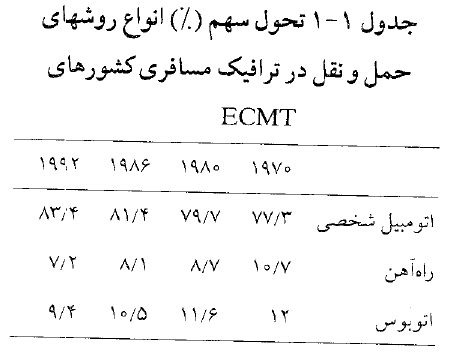 جدول ۱-۱ تحول سهم (٪) انواع روشهای
حمل و نقل در ترافیک مسافری کشورهای
ECMT
۱۹۷۰ ۱۹۸۰ ۱۹۸۶ ۱۹۹۲
اتومبیل شخصی ۷۷/۳ ۷۹/۷ ۸۱/۴ ۸۳/۴
راه‌آهن ۱۰/۷ ۸/۷ ۸/۱ ۷/۲
اتوبوس ۱۲ ۱۱/۶ ۱۰/۵ ۹/۴